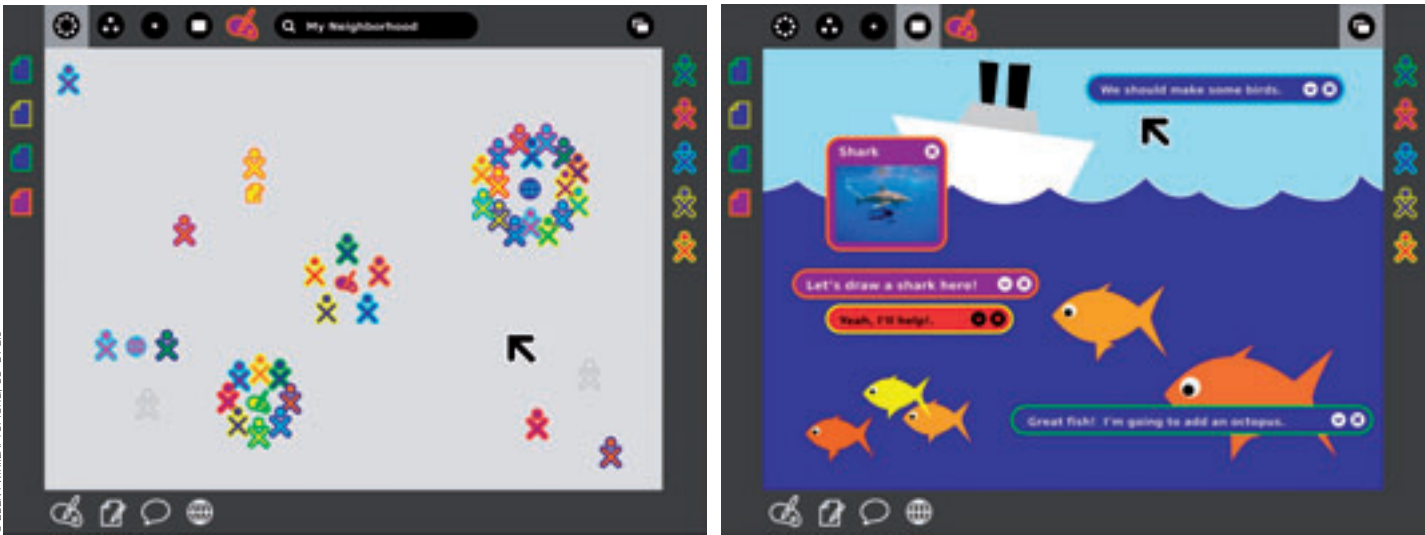 My Neighborhood
We should make some birds.
Shark
Let's draw a shark here!
Yeah, I'll help!.
Great fish!  I'm going to add an octopus.